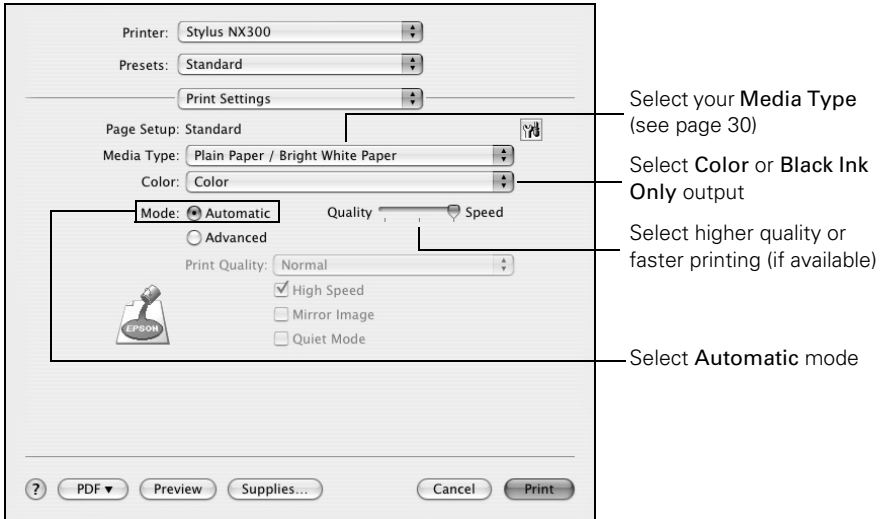 Printer: Stylus NX300
Presets: Standard
Print Settings
Page Setup: Standard
Media Type: Plain Paper / Bright White Paper
Color: Color
Mode: Automatic Quality Speed
Advanced
Print Quality: Normal
High Speed
Mirror Image
Quiet Mode
EPSON
? PDF▼ Preview Supplies... Cancel Print
Select your Media Type
(see page 30)
Select Color or Black Ink
Only output
Select higher quality or
faster printing (if available)
Select Automatic mode